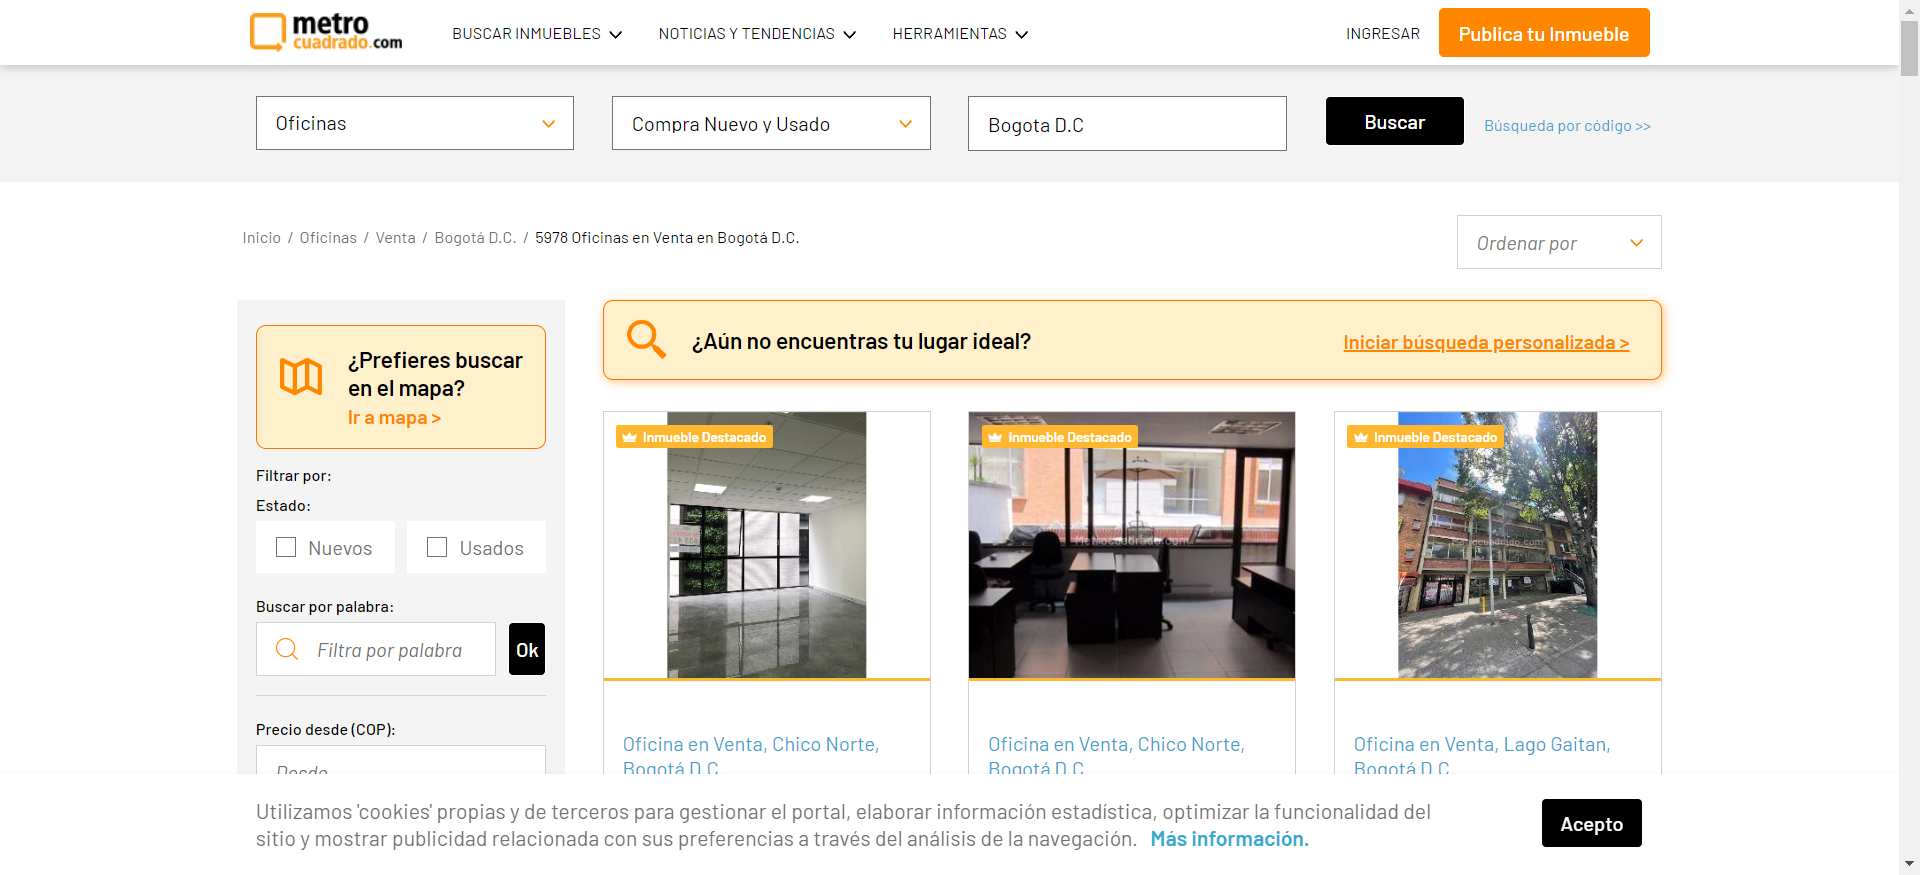 metro
cuadrado.com
BUSCAR INMUEBLES
NOTICIAS Y TENDENCIAS
HERRAMIENTAS
INGRESAR
Publica tu Inmueble
Oficinas
Compra Nuevo y Usado
Bogota D.C
Buscar
Búsqueda por código >>
Inicio / Oficinas / Venta / Bogotá D.C. / 5978 Oficinas en Venta en Bogotá D.C.
Ordenar por
¿Prefieres buscar
en el mapa?
Ir a mapa >
Filtrar por:
Estado:
Nuevos
Usados
Buscar por palabra:
Filtra por palabra
Ok
Precio desde (COP):
Desde
¿Aún no encuentras tu lugar ideal?
Iniciar búsqueda personalizada >
Inmueble Destacado
Oficina en Venta, Chico Norte,
Bogotá D.C
Inmueble Destacado
Metrocuadrado.com
Oficina en Venta, Chico Norte,
Bogotá D.C
Inmueble Destacado
Oficina en Venta, Lago Gaitan,
Bogotá D.C
Utilizamos 'cookies' propias y de terceros para gestionar el portal, elaborar información estadística, optimizar la funcionalidad del
sitio y mostrar publicidad relacionada con sus preferencias a través del análisis de la navegación. Más información.
Acepto